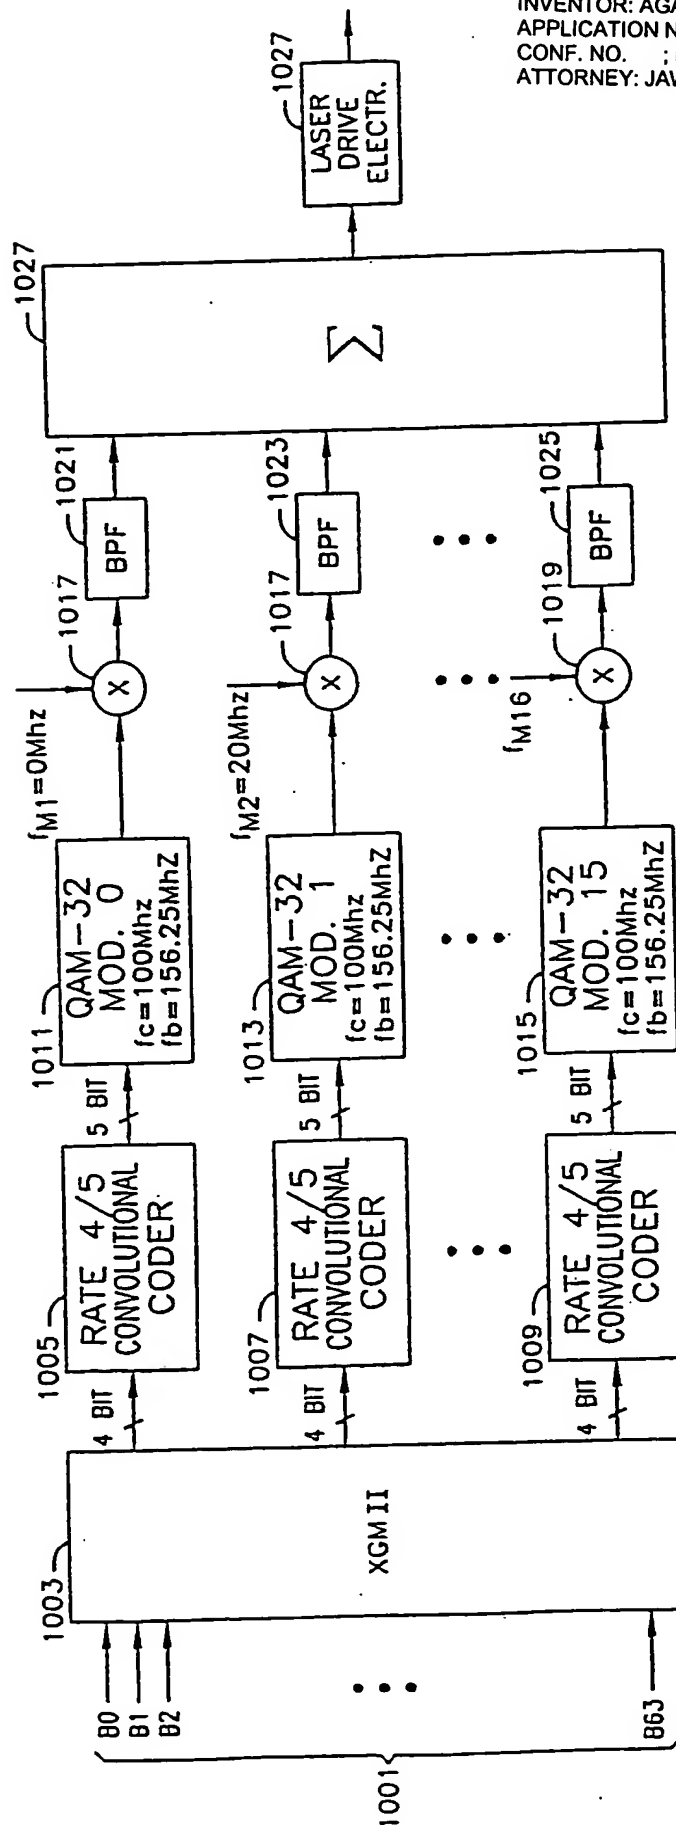 INVENTOR: AGA
APPLICATION N
CONF. NO. :
ATTORNEY: JAW
1001
B0
B1
B2
B63
1003
XGM II
4 BIT
1005
RATE 4/5
CONVOLUTIONAL
CODER
5 BIT
1011
QAM-32
MOD. 0
fc=100Mhz
fb=156.25MhZ
fM1=0Mhz
1017
BPF
1021
4 BIT
1007
RATE 4/5
CONVOLUTIONAL
CODER
5 BIT
1013
QAM-32
MOD. 1
fc=100Mhz
fb=156.25MhZ
fM2=20Mhz
X
1017
BPF
1023
4 BIT
1009
RATE 4/5
CONVOLUTIONAL
CODER
5 BIT
1015
QAM-32
MOD. 15
fc=100Mhz
fb=156.25MhZ
fM16
X
1019
BPF
1025
X
1027
Σ
1027
LASER
DRIVE
ELECTR.